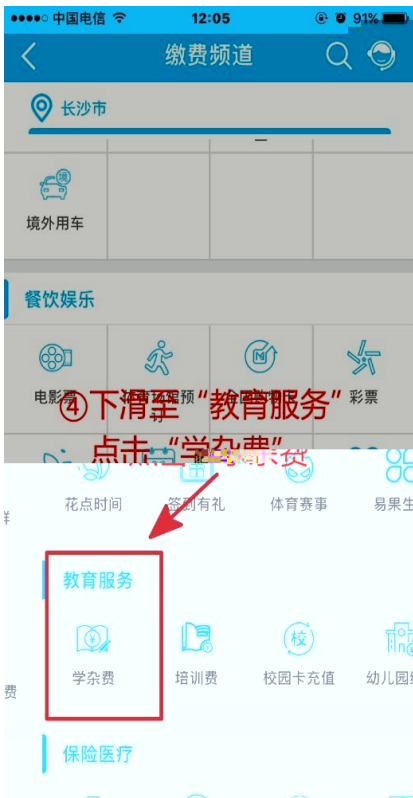 中国电信 12:05 91%
缴费频道
长沙市
境外用车
餐饮娱乐
电影票 彩票
④下滑至“教育服务”
点击“学杂费”
花点时间 签到有礼 体育赛事 易果生
教育服务
学杂费 培训费 校园卡充值 幼儿园
费
保险医疗